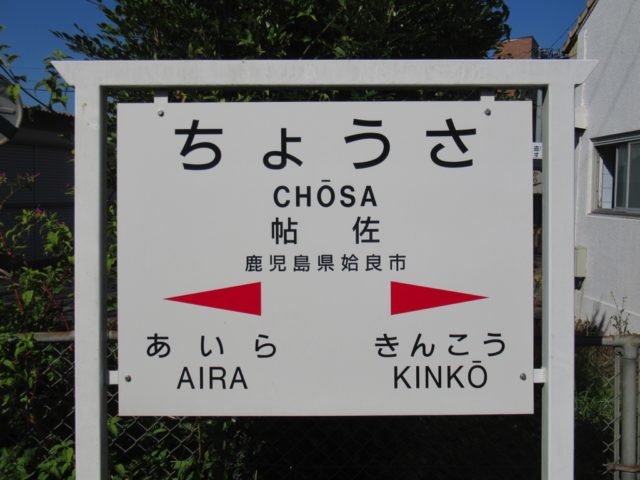 ちょうさ
CHŌSA
帖佐
鹿児島県姶良市
あいら きんこう
AIRA KINKŌ